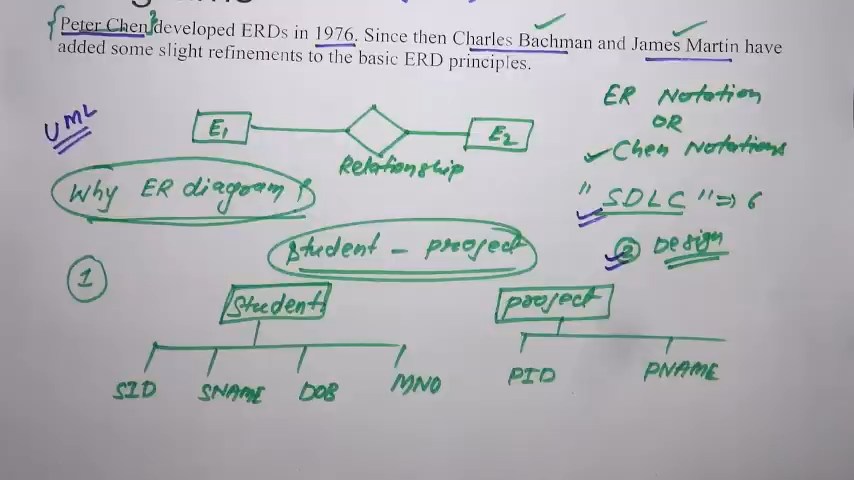 {Peter Chen} developed ERDs in 1976. Since then Charles Bachman and James Martin have
added some slight refinements to the basic ERD principles.
UML
E1
E2
Relationship
ER Notation
OR
Chen Notations
Why ER diagram ?
" SDLC " => 6
Student - project
② Design
①
Student
project
SID SNAME DOB MNO
PID PNAME